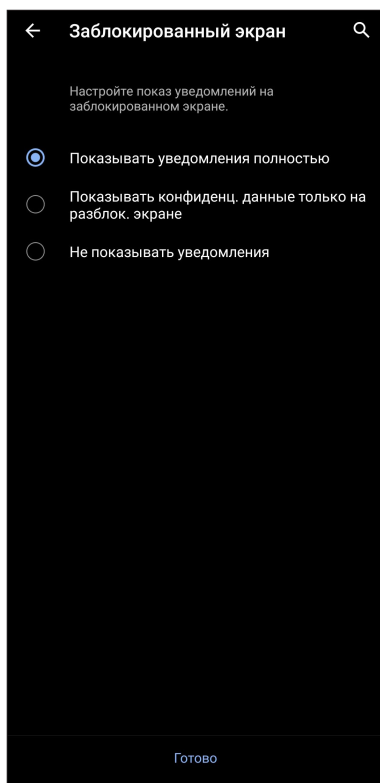 Заблокированный экран
Настройте показ уведомлений на
заблокированном экране.
Показывать уведомления полностью
Показывать конфиденц. данные только на
разблок. экране
Не показывать уведомления
Готово